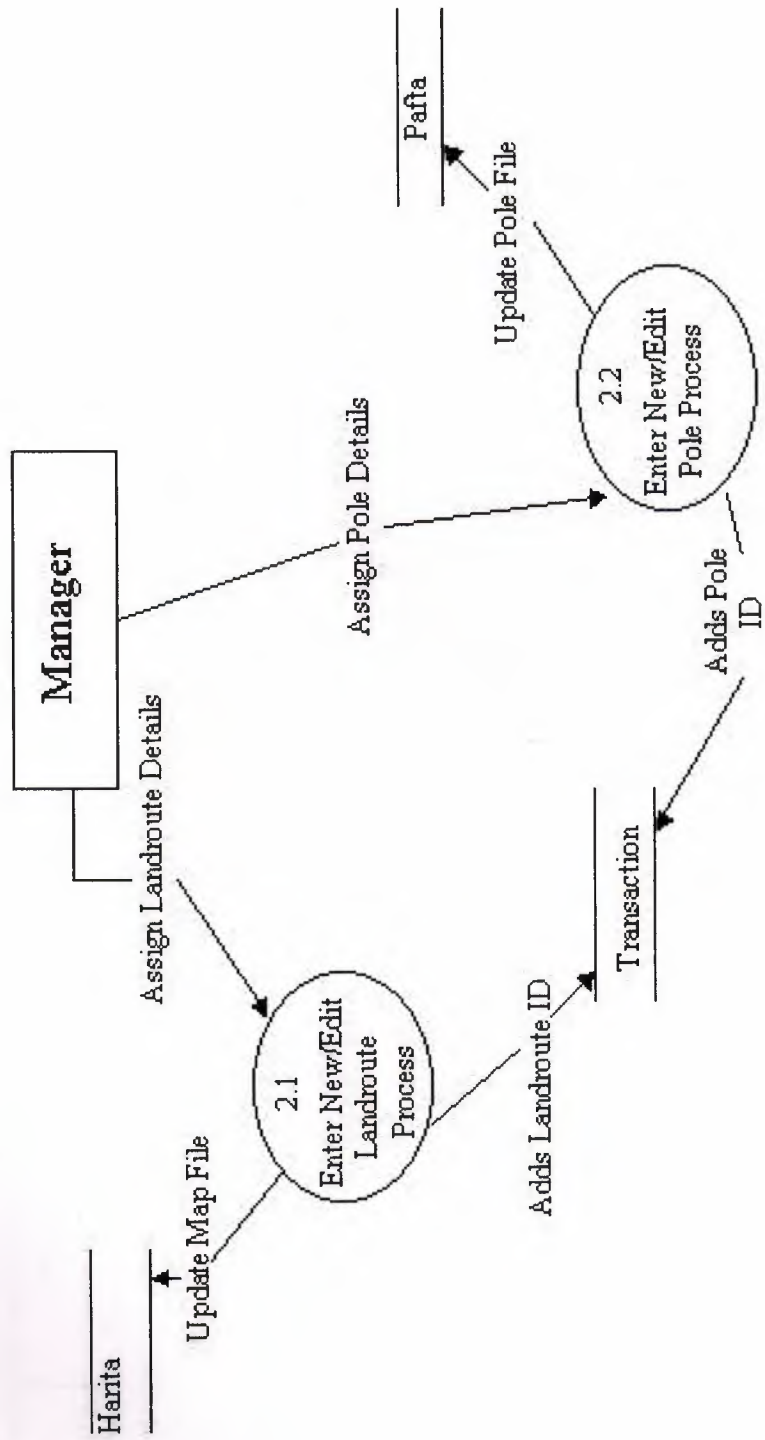 Manager
Assign Landroute Details
Assign Pole Details
Harita
Update Map File
2.1
Enter New/Edit
Landroute
Process
Adds Landroute ID
Transaction
Adds Pole
ID
2.2
Enter New/Edit
Pole Process
Update Pole File
Pafta